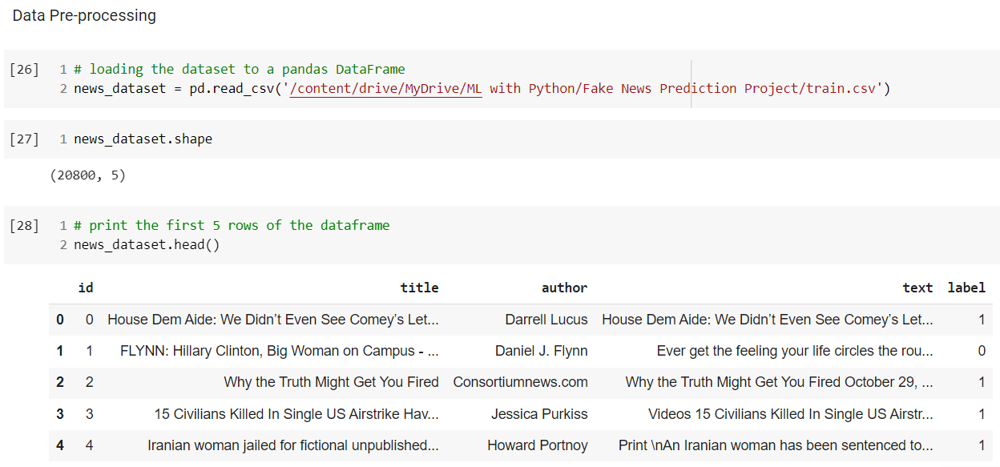 Data Pre-processing
[26] 1 # loading the dataset to a pandas DataFrame
2 news_dataset = pd.read_csv('/content/drive/MyDrive/ML with Python/Fake News Prediction Project/train.csv')
[27] 1 news_dataset.shape
(20800, 5)
[28] 1 # print the first 5 rows of the dataframe
2 news_dataset.head()
id title author text label
0 0 House Dem Aide: We Didn’t Even See Comey’s Let... Darrell Lucus House Dem Aide: We Didn’t Even See Comey’s Let... 1
1 1 FLYNN: Hillary Clinton, Big Woman on Campus - ... Daniel J. Flynn Ever get the feeling your life circles the rou... 0
2 2 Why the Truth Might Get You Fired Consortiumnews.com Why the Truth Might Get You Fired October 29, ... 1
3 3 15 Civilians Killed In Single US Airstrike Hav... Jessica Purkiss Videos 15 Civilians Killed In Single US Airstr... 1
4 4 Iranian woman jailed for fictional unpublished... Howard Portnoy Print \nAn Iranian woman has been sentenced to... 1